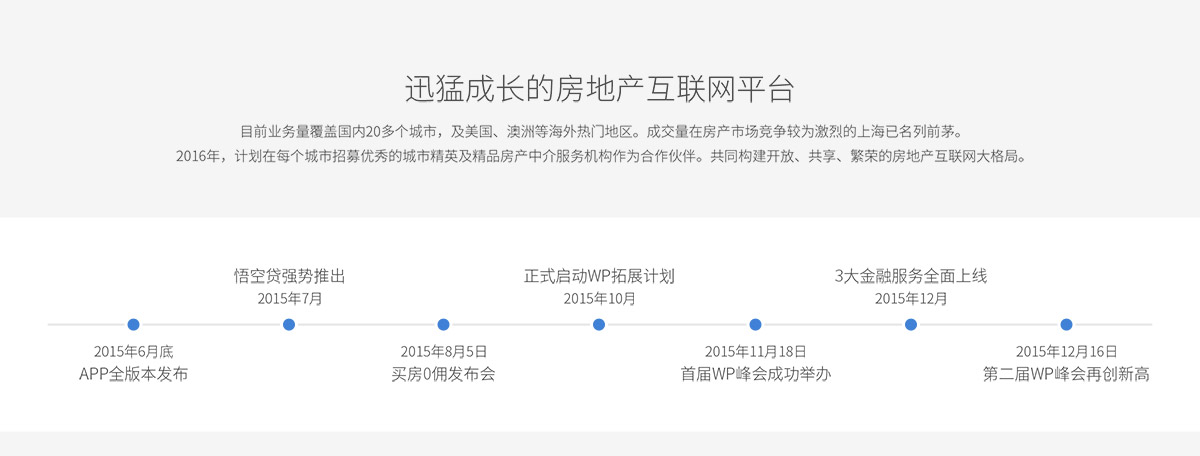 迅猛成长的房地产互联网平台
目前业务量覆盖国内20多个城市，及美国、澳洲等海外热门地区。成交量在房产市场竞争较为激烈的上海已名列前茅。
2016年，计划在每个城市招募优秀的城市精英及精品房产中介服务机构作为合作伙伴。共同构建开放、共享、繁荣的房地产互联网大格局。
悟空贷强势推出
2015年7月
正式启动WP拓展计划
2015年10月
3大金融服务全面上线
2015年12月
2015年6月底
APP全版本发布
2015年8月5日
买房0佣发布会
2015年11月18日
首届WP峰会成功举办
2015年12月16日
第二届WP峰会再创新高